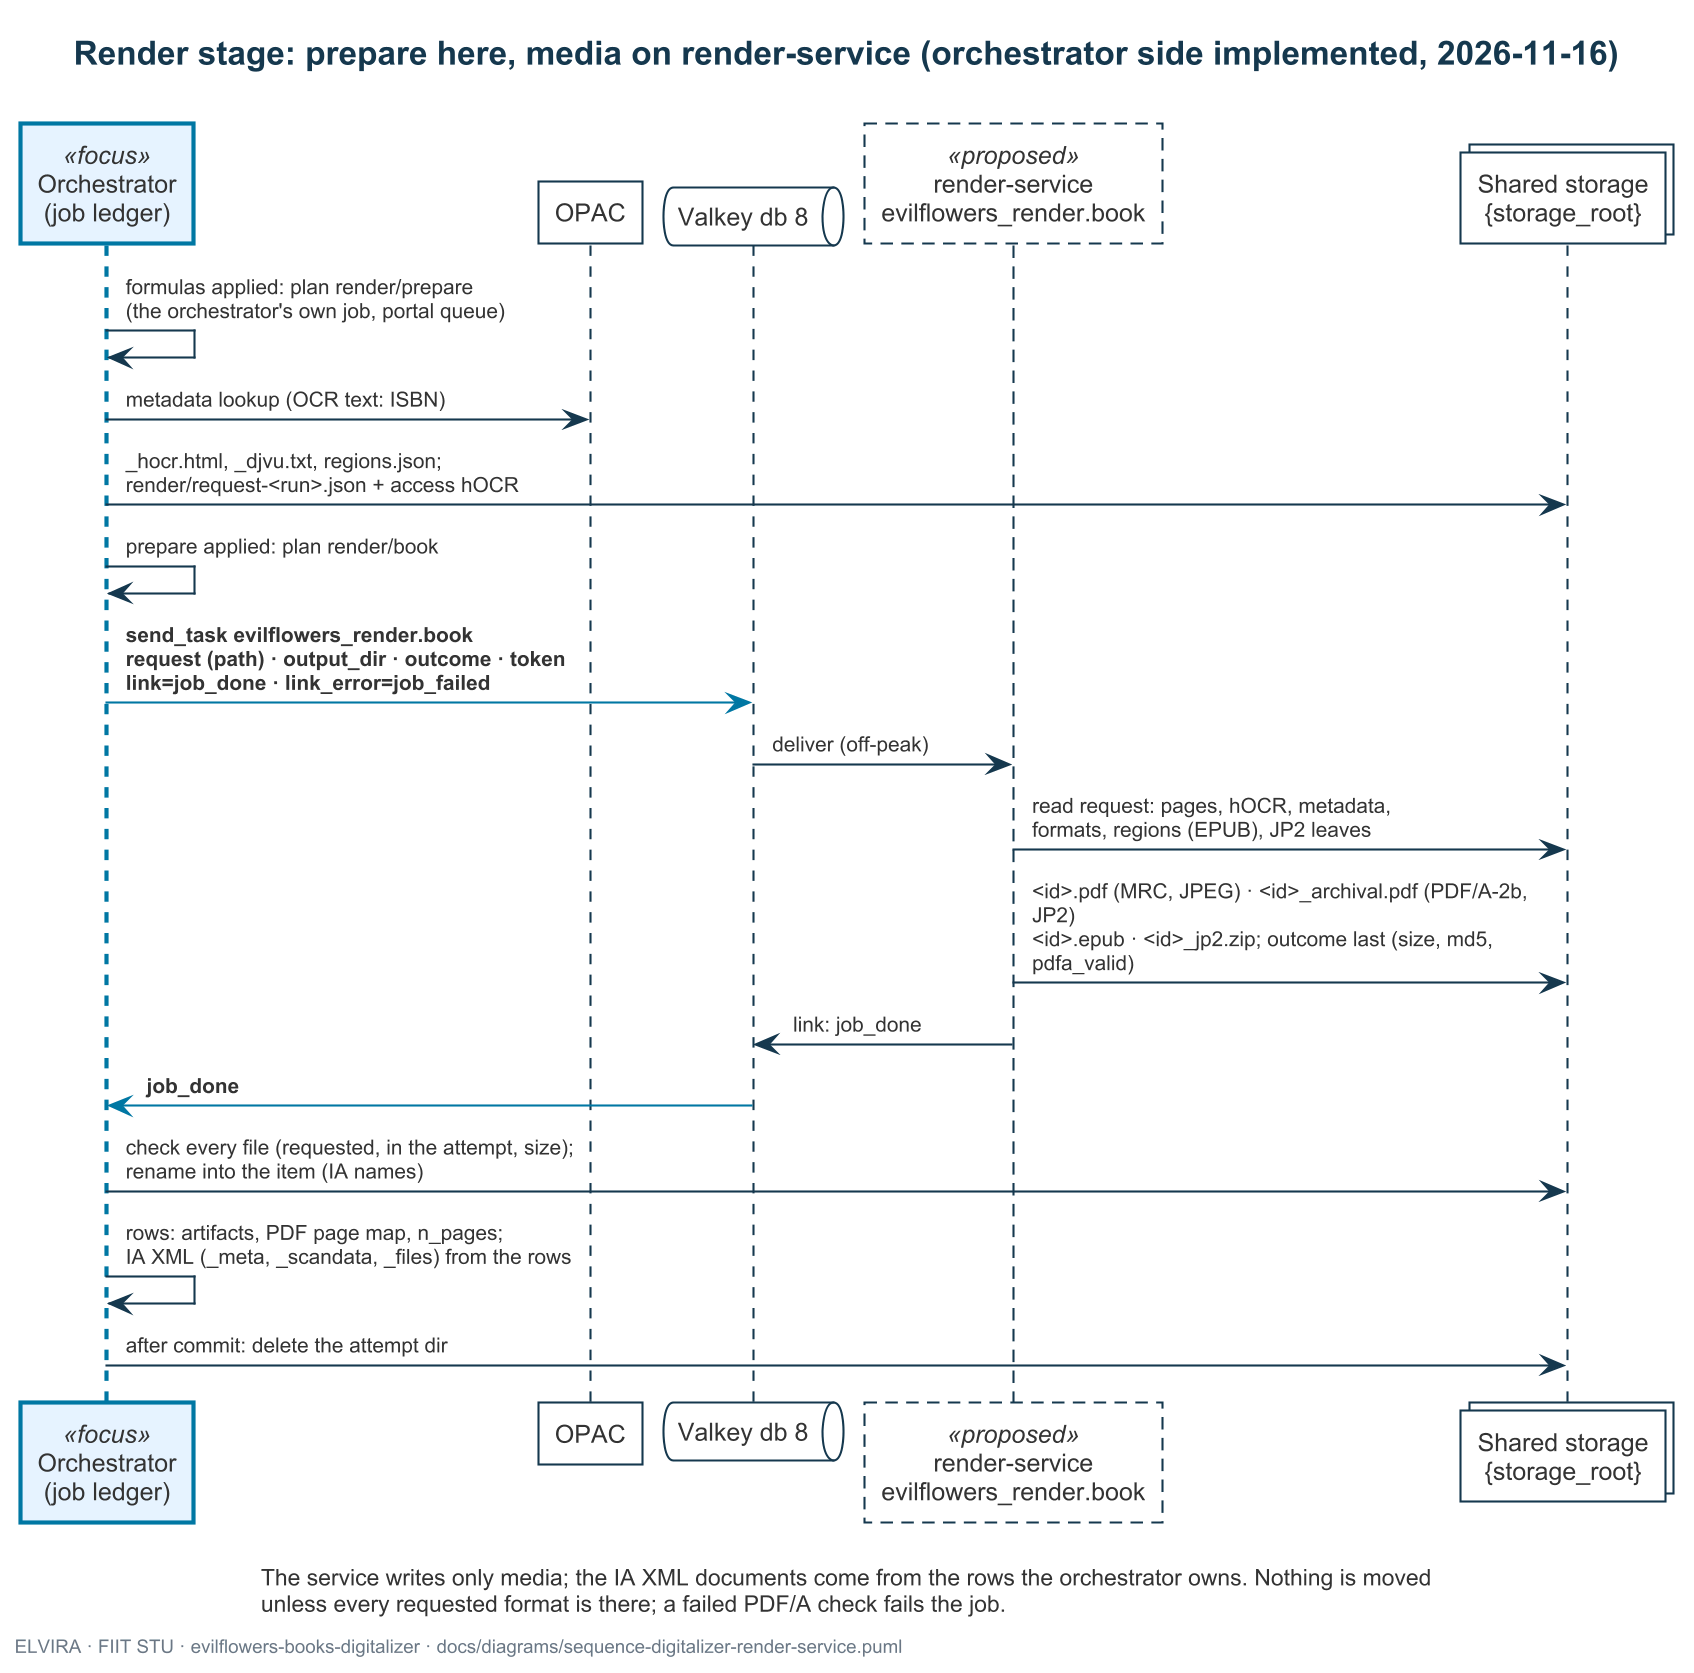 Render stage: prepare here, media on render-service (orchestrator side implemented, 2026-11-16)
«focus»
Orchestrator
(job ledger)
OPAC
Valkey db 8
«proposed»
render-service
evilflowers_render.book
Shared storage
{storage_root}
formulas applied: plan render/prepare
(the orchestrator's own job, portal queue)
metadata lookup (OCR text: ISBN)
_hocr.html, _djvu.txt, regions.json;
render/request-<run>.json + access hOCR
prepare applied: plan render/book
send_task evilflowers_render.book
request (path) · output_dir · outcome · token
link=job_done · link_error=job_failed
deliver (off-peak)
read request: pages, hOCR, metadata,
formats, regions (EPUB), JP2 leaves
<id>.pdf (MRC, JPEG) · <id>_archival.pdf (PDF/A-2b,
JP2)
<id>.epub · <id>_jp2.zip; outcome last (size, md5,
pdfa_valid)
link: job_done
job_done
check every file (requested, in the attempt, size);
rename into the item (IA names)
rows: artifacts, PDF page map, n_pages;
IA XML (_meta, _scandata, _files) from the rows
after commit: delete the attempt dir
«focus»
Orchestrator
(job ledger)
OPAC
Valkey db 8
«proposed»
render-service
evilflowers_render.book
Shared storage
{storage_root}
The service writes only media; the IA XML documents come from the rows the orchestrator owns. Nothing is moved
unless every requested format is there; a failed PDF/A check fails the job.
ELVIRA · FIIT STU · evilflowers-books-digitalizer · docs/diagrams/sequence-digitalizer-render-service.puml